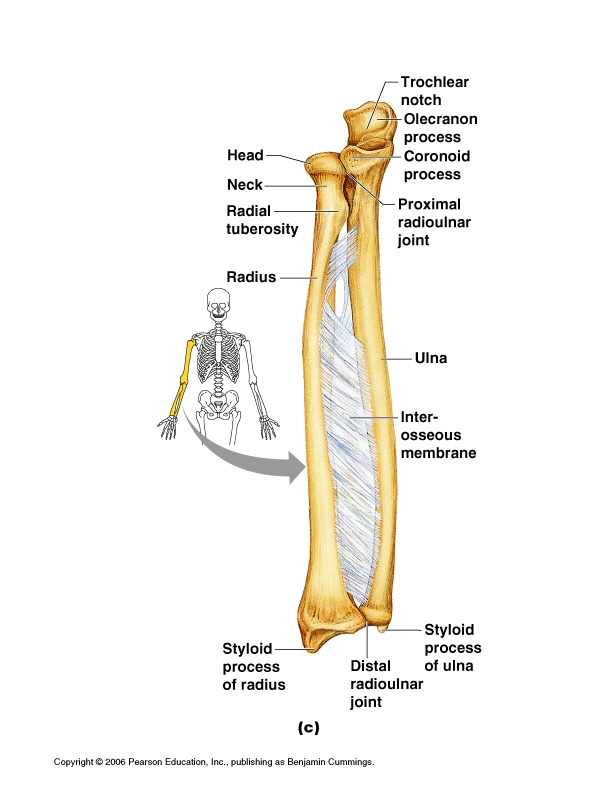 Trochlear
notch
Olecranon
process
Head
Coronoid
process
Neck
Radial
tuberosity
Proximal
radioulnar
joint
Radius
Ulna
Inter-
osseous
membrane
Styloid
process
of radius
Distal
radioulnar
joint
Styloid
process
of ulna
(c)
Copyright © 2006 Pearson Education, Inc., publishing as Benjamin Cummings.